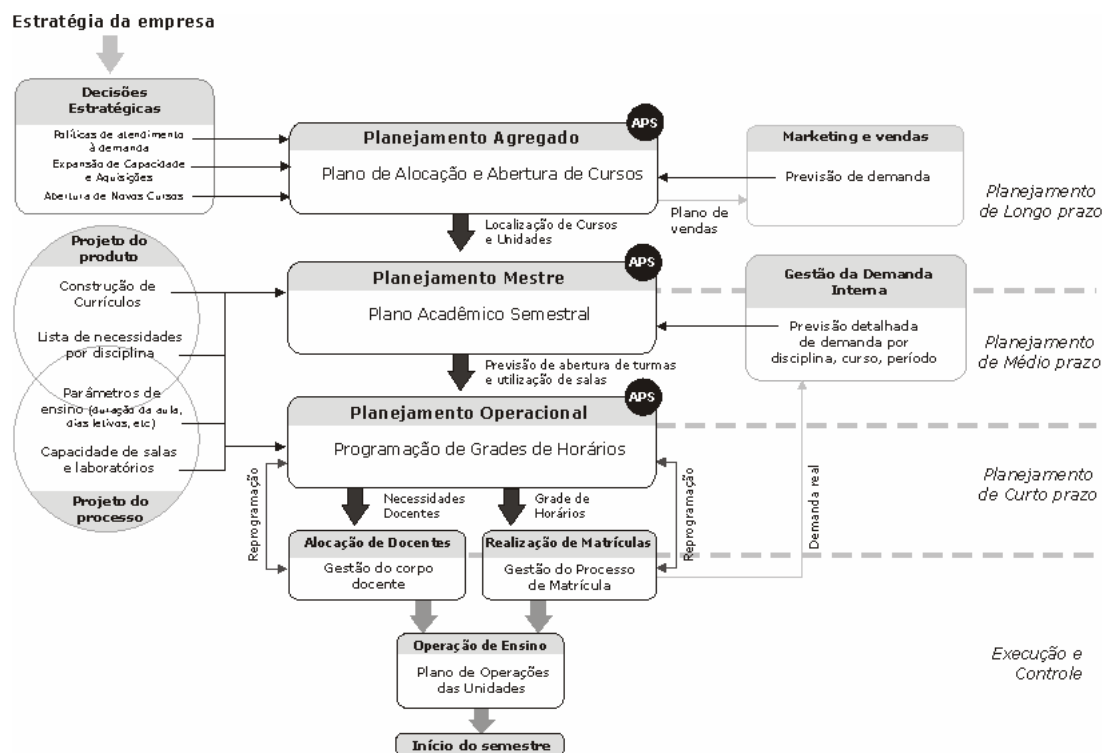 Estratégia da empresa
Decisões
Estratégicas
Políticas de atendimento
à demanda
Expansão de Capacidade
e Aquisições
Abertura de Novos Cursos
APS
Planejamento Agregado
Plano de Alocação e Abertura de Cursos
Marketing e vendas
Previsão de demanda
Plano de
vendas
Planejamento
de Longo prazo
Localização de Cursos
e Unidades
Projeto do
produto
Construção de
Currículos
Lista de necessidades
por disciplina
Parâmetros de
ensino (duração da aula,
dias letivos, etc)
Capacidade de salas
e laboratórios
Projeto do
processo
APS
Planejamento Mestre
Plano Acadêmico Semestral
Gestão da Demanda
Interna
Previsão detalhada
de demanda por
disciplina, curso, período
Planejamento
de Médio prazo
Previsão de abertura de turmas
e utilização de salas
APS
Planejamento Operacional
Programação de Grades de Horários
Planejamento
de Curto prazo
Reprogramação
Necessidades
Docentes
Grade de
Horários
Reprogramação
Demanda real
Alocação de Docentes
Gestão do corpo
docente
Realização de Matrículas
Gestão do Processo
de Matrícula
Operação de Ensino
Plano de Operações
das Unidades
Execução e
Controle
Início do semestre